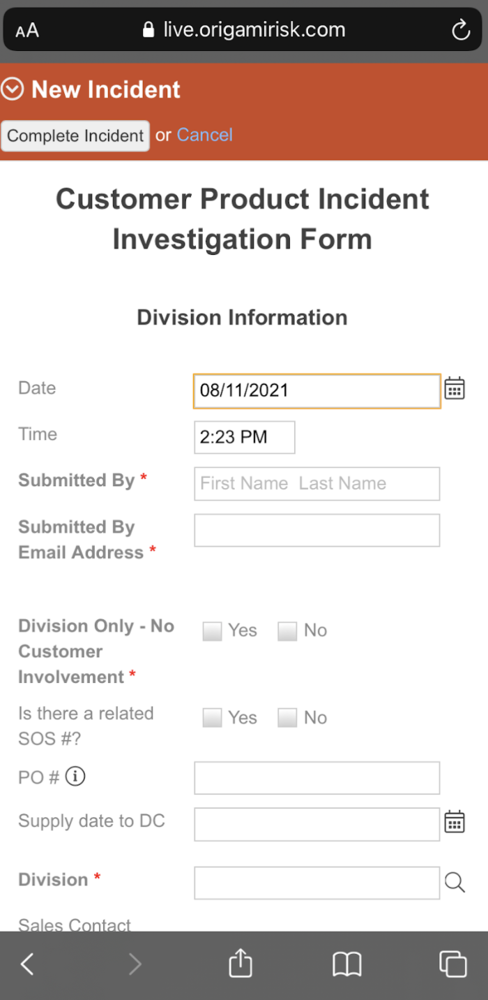 AA live.origamirisk.com
New Incident
Complete Incident or Cancel
Customer Product Incident
Investigation Form
Division Information
Date 08/11/2021
Time 2:23 PM
Submitted By * First Name Last Name
Submitted By
Email Address *
Division Only - No
Customer
Involvement * Yes No
Is there a related
SOS #? Yes No
PO # i
Supply date to DC
Division *
Sales Contact